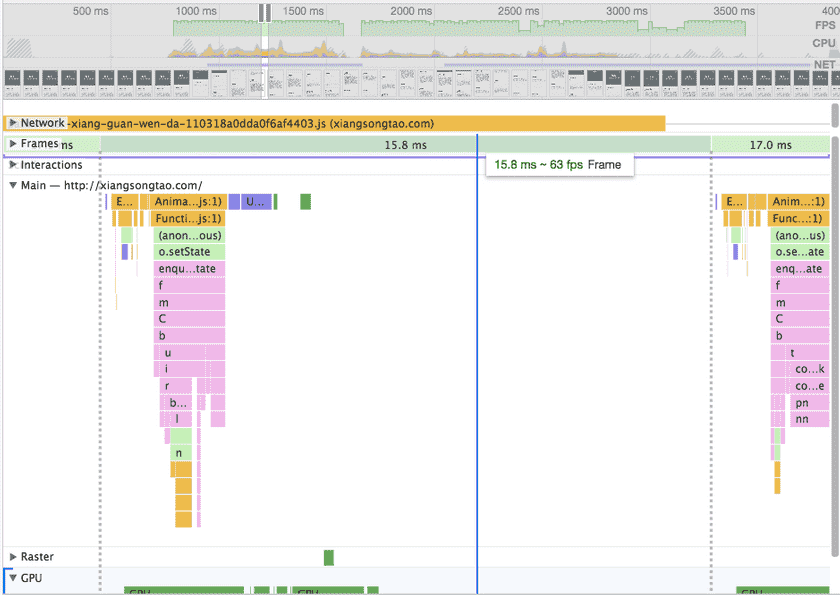 500 ms 1000 ms 1500 ms 2000 ms 2500 ms 3000 ms 3500 ms 400
FPS
CPU
NET
Network -xiang-guan-wen-da-110318a0dda0f6af4403.js (xiangsongtao.com)
Frames ns 15.8 ms 17.0 ms
Interactions 15.8 ms ~ 63 fps Frame
Main — http://xiangsongtao.com/
E... Anima...js:1) U... E... Anim...:1)
Functi...js:1) Func...:1)
(anon...ous) (ano...us)
o.setState o.se...ate
enqu...tate enq...ate
f f
m m
C C
b b
u t
i co...k
r co...e
b... pn
l nn
n
Raster
GPU
GPU GPU GPU